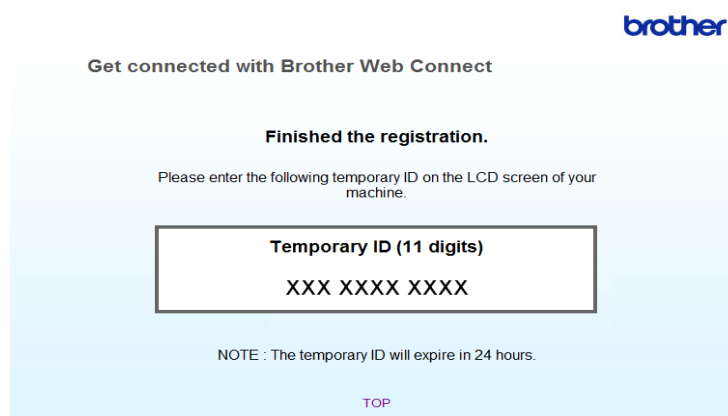 brother
Get connected with Brother Web Connect
Finished the registration.
Please enter the following temporary ID on the LCD screen of your
machine.
Temporary ID (11 digits)
XXX XXXX XXXX
NOTE : The temporary ID will expire in 24 hours.
TOP